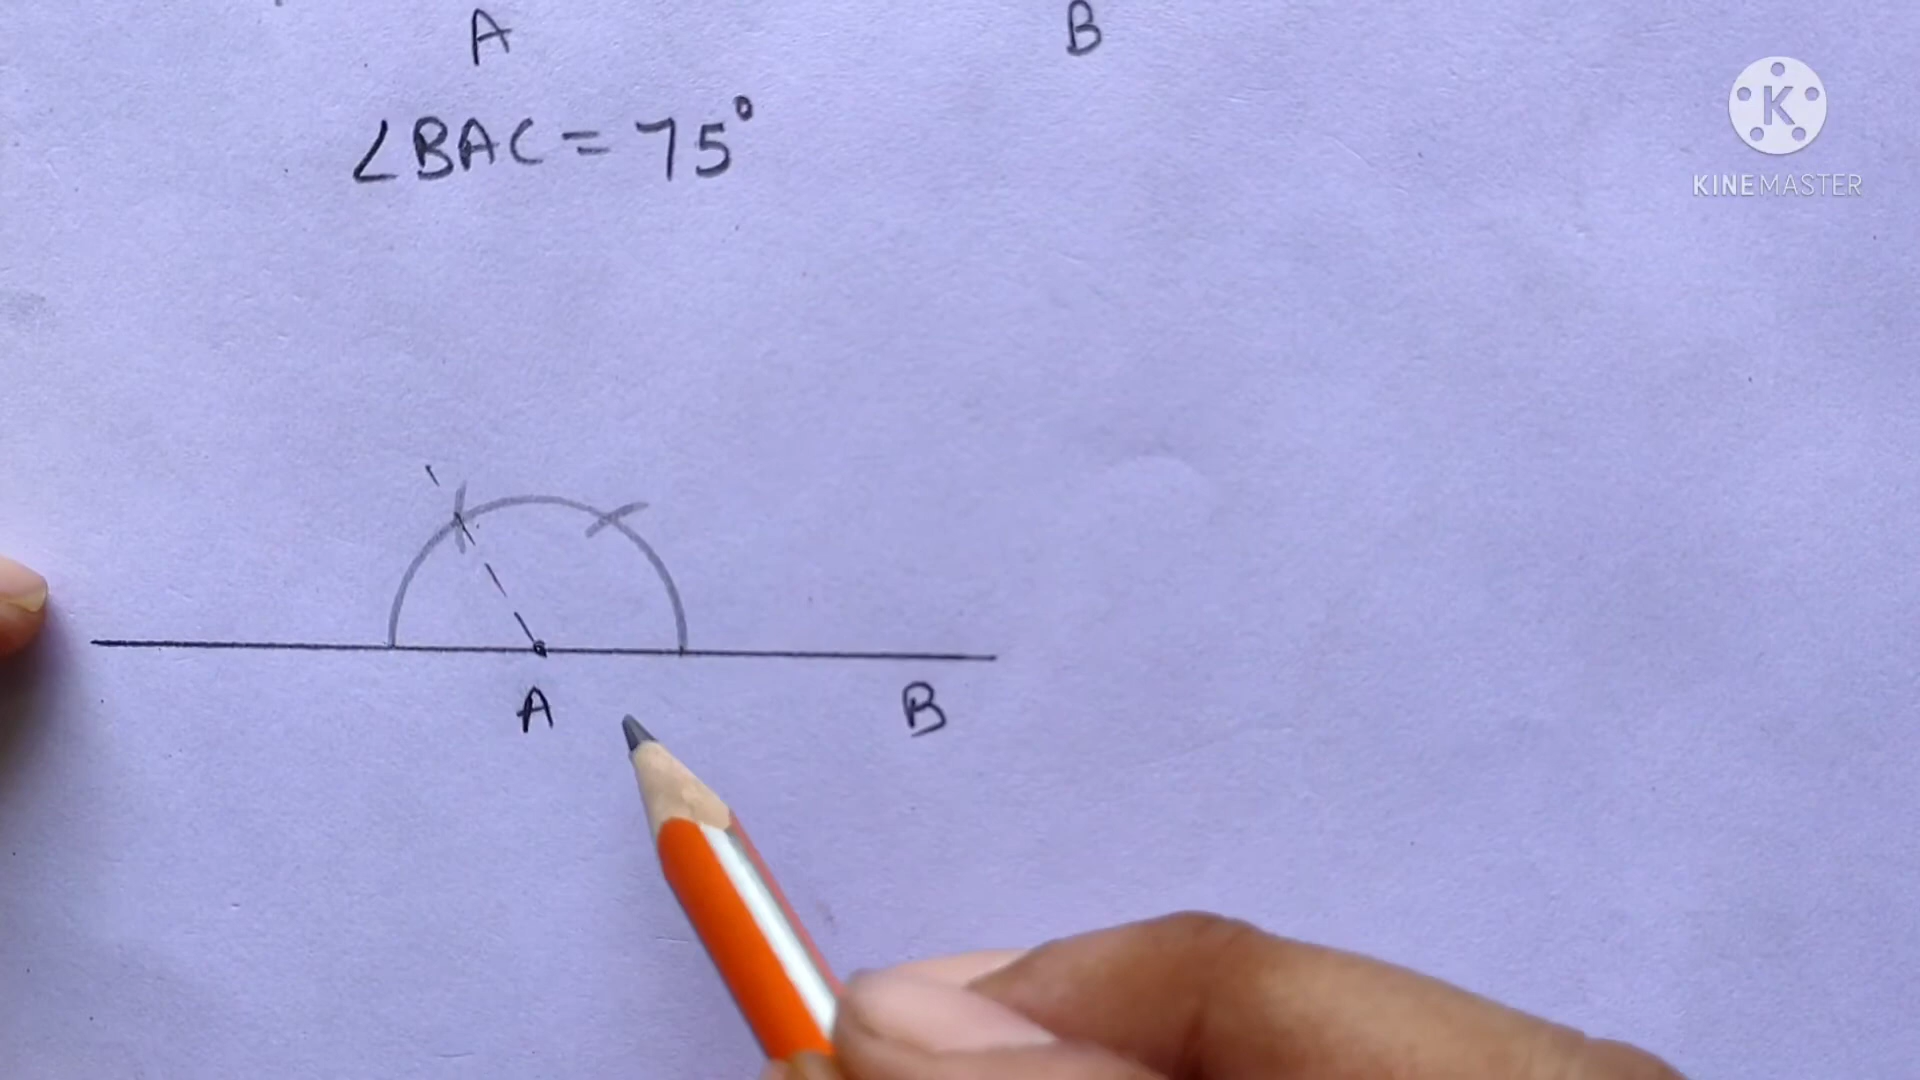 A B
∠BAC = 75°
K
KINEMASTER
A B